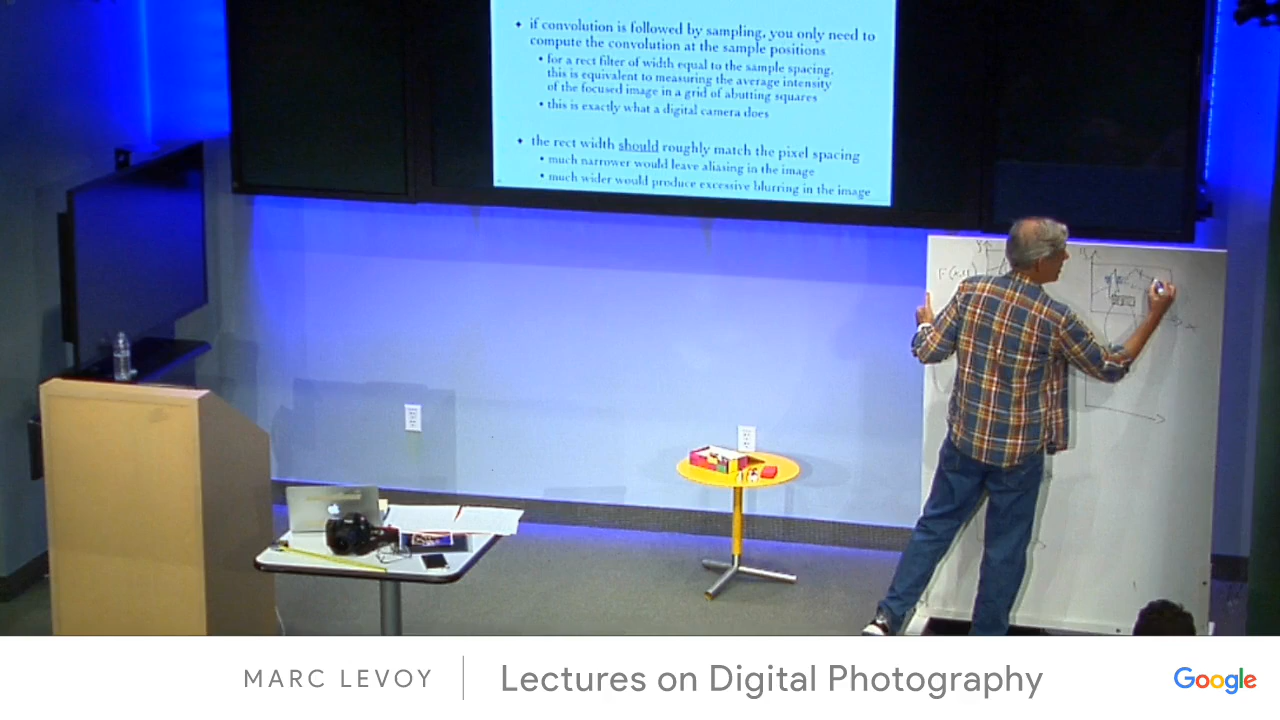 if convolution is followed by sampling, you only need to
compute the convolution at the sample positions
• for a rect filter of width equal to the sample spacing,
this is equivalent to measuring the average intensity
of the focused image in a grid of abutting squares
• this is exactly what a digital camera does
the rect width should roughly match the pixel spacing
• much narrower would leave aliasing in the image
• much wider would produce excessive blurring in the image
MARC LEVOY
Lectures on Digital Photography
Google